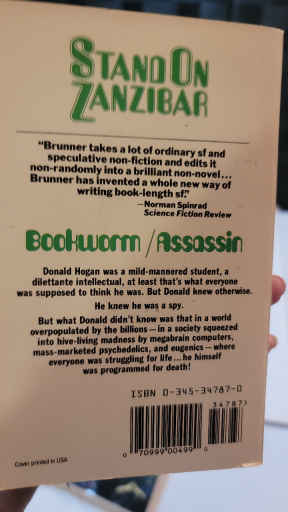 STAND ON
ZANZIBAR
"Brunner takes a lot of ordinary sf and
speculative non-fiction and edits it
non-randomly into a brilliant non-novel...
Brunner has invented a whole new way of
writing book-length sf."
—Norman Spinrad
Science Fiction Review
Bookworm/Assassin
Donald Hogan was a mild-mannered student, a
dilettante intellectual, at least that's what everyone
was supposed to think he was. But Donald knew otherwise.
He knew he was a spy.
But what Donald didn't know was that in a world
overpopulated by the billions — in a society squeezed
into hive-living madness by megabrain computers,
mass-marketed psychedelics, and eugenics — where
everyone was struggling for life...he himself
was programmed for death!
ISBN 0-345-34787-0
34787>
0 70999 00499 6
Cover printed in USA